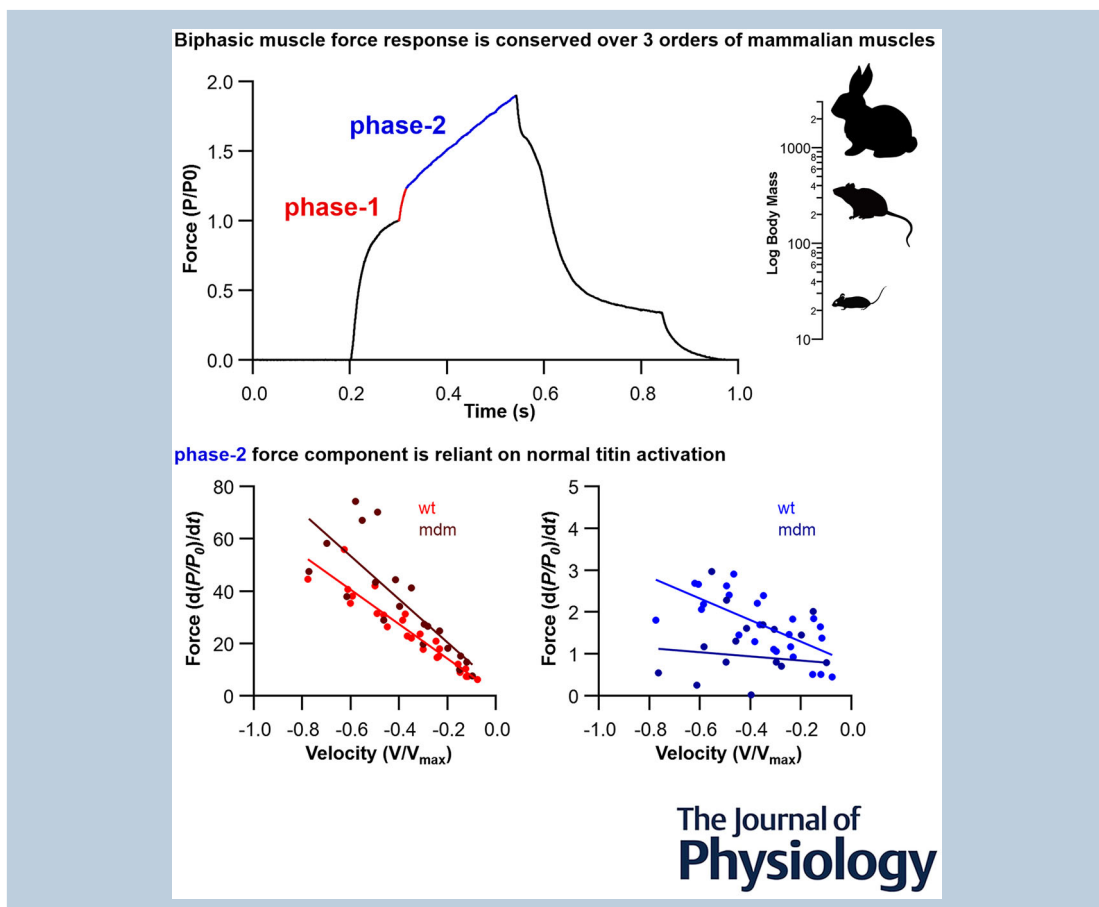 Biphasic muscle force response is conserved over 3 orders of mammalian muscles
2.0
1.5
1.0
0.5
0.0
Force (P/P0)
phase-2
phase-1
0.0 0.2 0.4 0.6 0.8 1.0
Time (s)
Log Body Mass
2
1000
8
6
4
2
100
8
6
4
2
10
phase-2 force component is reliant on normal titin activation
80
60
40
20
0
Force (d(P/P0)/dt)
wt
mdm
-1.0 -0.8 -0.6 -0.4 -0.2 0.0
Velocity (V/Vmax)
5
4
3
2
1
0
Force (d(P/P0)/dt)
wt
mdm
-1.0 -0.8 -0.6 -0.4 -0.2 0.0
Velocity (V/Vmax)
The Journal of
Physiology